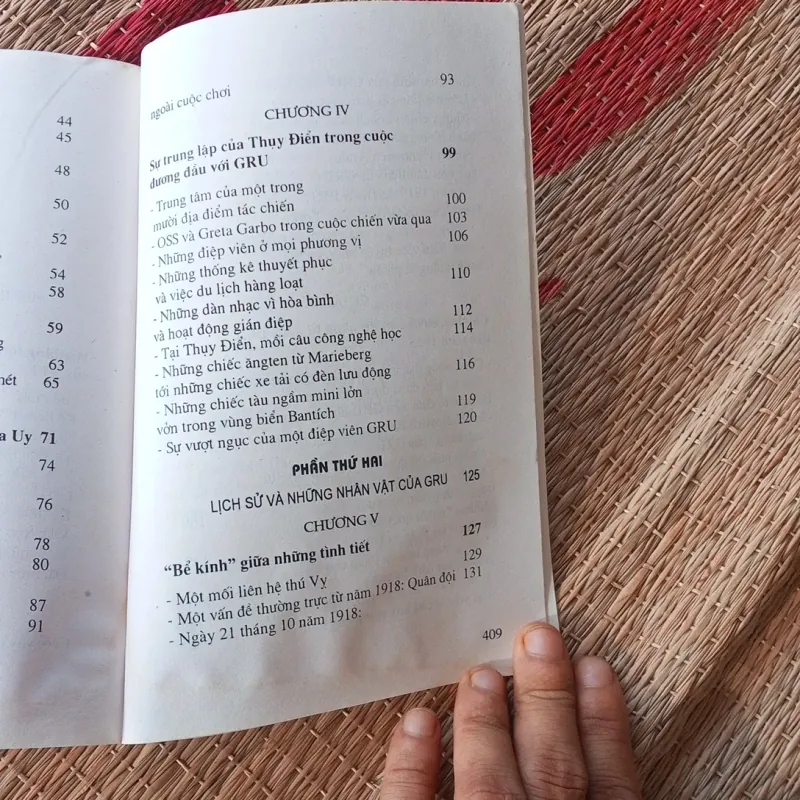 44
45
48
50
52
54
58
59
63
hét 65
a Uy 71
74
76
78
80
87
91
ngoài cuộc chơi 93
CHƯƠNG IV
Sự trung lập của Thụy Điển trong cuộc
đương đầu với GRU 99
- Trung tâm của một trong
mười địa điểm tác chiến 100
- OSS và Greta Garbo trong cuộc chiến vừa qua 103
- Những điệp viên ở mọi phương vị 106
- Những thống kê thuyết phục
và việc du lịch hàng loạt 110
- Những dàn nhạc vì hòa bình
và hoạt động gián điệp 112
- Tại Thụy Điển, mồi câu công nghệ học 114
- Những chiếc ăngten từ Marieberg
tới những chiếc xe tải có đèn lưu động 116
- Những chiếc tàu ngầm mini lởn
vởn trong vùng biển Bantích 119
- Sự vượt ngục của một điệp viên GRU 120
PHẦN THỨ HAI
LỊCH SỬ VÀ NHỮNG NHÂN VẬT CỦA GRU 125
CHƯƠNG V
"Bể kính" giữa những tình tiết 127
- Một mối liên hệ thú Vỵ 129
- Một vấn đề thường trực từ năm 1918: Quân đội 131
- Ngày 21 tháng 10 năm 1918:
409